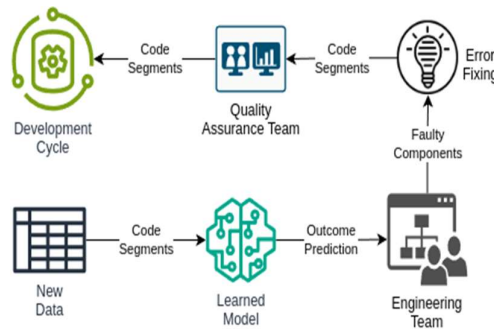 Code
Segments
Code
Segments
Error
Fixing
Quality
Assurance Team
Development
Cycle
Faulty
Components
Code
Segments
Outcome
Prediction
New
Data
Learned
Model
Engineering
Team